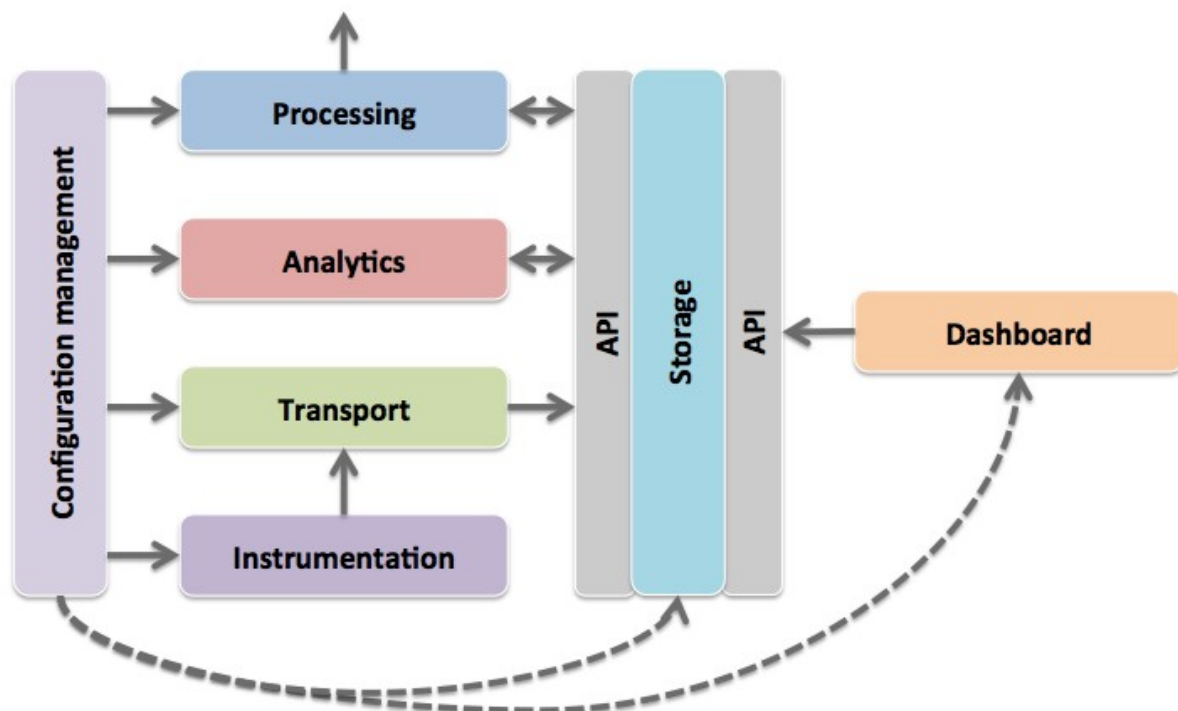 Configuration management
Processing
Analytics
Transport
Instrumentation
API
Storage
API
Dashboard